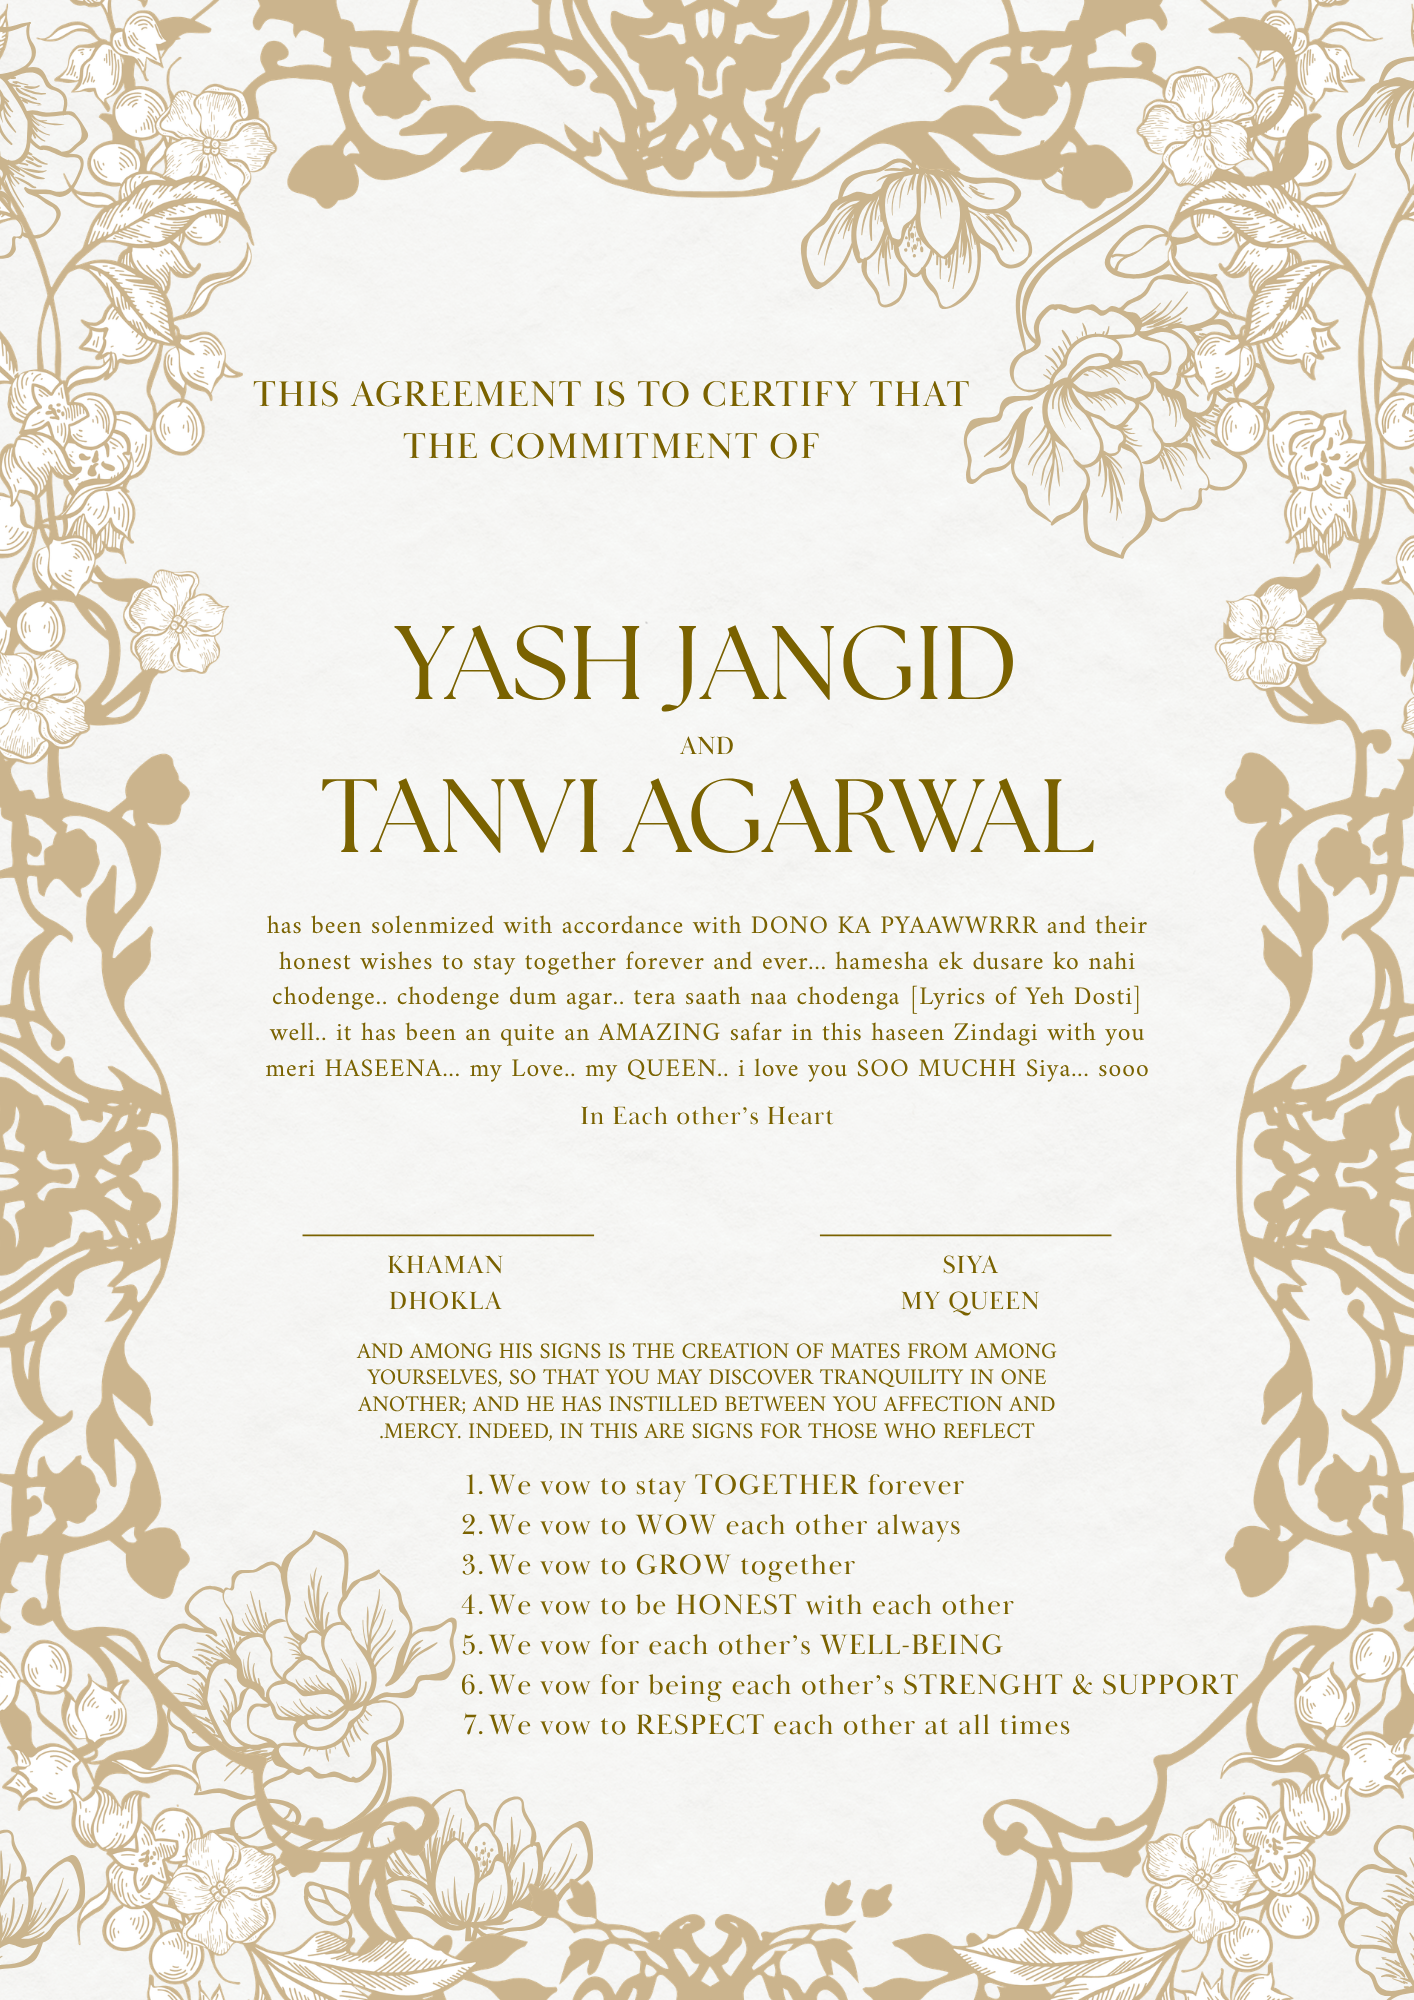 THIS AGREEMENT IS TO CERTIFY THAT
THE COMMITMENT OF
YASH JANGID
AND
TANVI AGARWAL
has been solenmized with accordance with DONO KA PYAAWWRRR and their
honest wishes to stay together forever and ever... hamesha ek dusare ko nahi
chodenge.. chodenge dum agar.. tera saath naa chodenga [Lyrics of Yeh Dosti]
well.. it has been an quite an AMAZING safar in this haseen Zindagi with you
meri HASEENA... my Love.. my QUEEN.. i love you SOO MUCHH Siya... sooo
In Each other’s Heart
KHAMAN
DHOKLA
SIYA
MY QUEEN
AND AMONG HIS SIGNS IS THE CREATION OF MATES FROM AMONG
YOURSELVES, SO THAT YOU MAY DISCOVER TRANQUILITY IN ONE
ANOTHER; AND HE HAS INSTILLED BETWEEN YOU AFFECTION AND
.MERCY. INDEED, IN THIS ARE SIGNS FOR THOSE WHO REFLECT
1. We vow to stay TOGETHER forever
2. We vow to WOW each other always
3. We vow to GROW together
4. We vow to be HONEST with each other
5. We vow for each other’s WELL-BEING
6. We vow for being each other’s STRENGHT & SUPPORT
7. We vow to RESPECT each other at all times